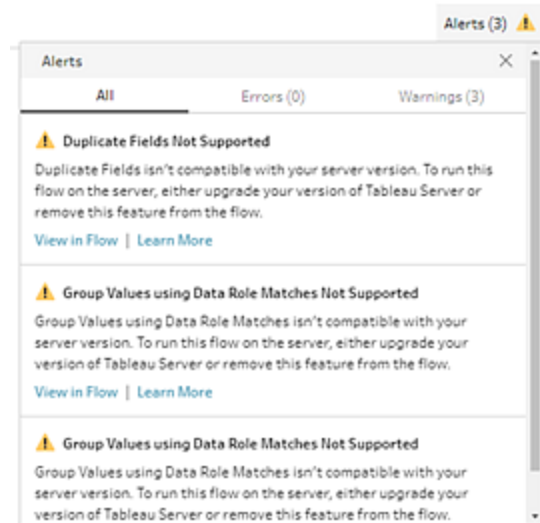 Alerts (3)
Alerts
All Errors (0) Warnings (3)
Duplicate Fields Not Supported
Duplicate Fields isn't compatible with your server version. To run this
flow on the server, either upgrade your version of Tableau Server or
remove this feature from the flow.
View in Flow | Learn More
Group Values using Data Role Matches Not Supported
Group Values using Data Role Matches isn't compatible with your
server version. To run this flow on the server, either upgrade your
version of Tableau Server or remove this feature from the flow.
View in Flow | Learn More
Group Values using Data Role Matches Not Supported
Group Values using Data Role Matches isn't compatible with your
server version. To run this flow on the server, either upgrade your
version of Tableau Server or remove this feature from the flow.